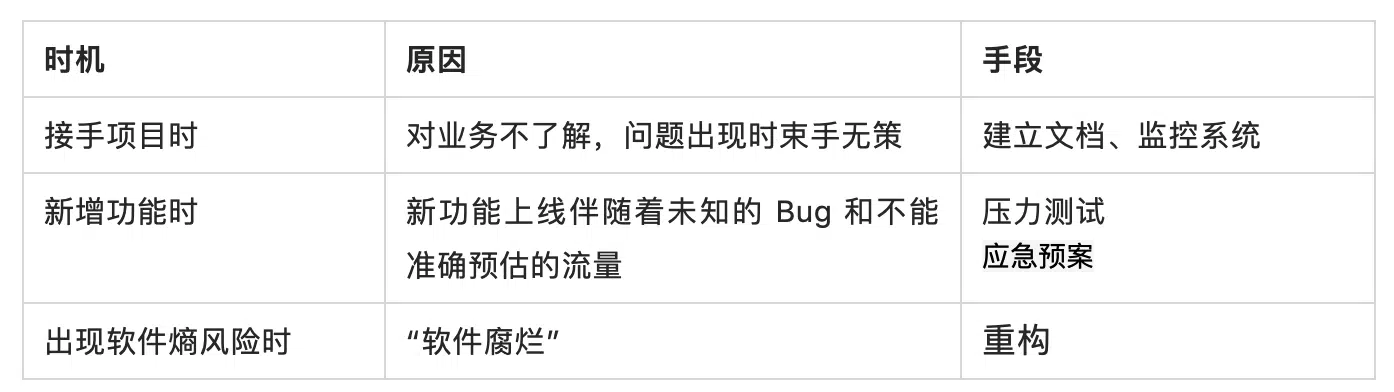 时机 原因 手段
接手项目时 对业务不了解，问题出现时束手无策 建立文档、监控系统
新增功能时 新功能上线伴随着未知的 Bug 和不能 压力测试
准确预估的流量 应急预案
出现软件熵风险时 “软件腐烂” 重构